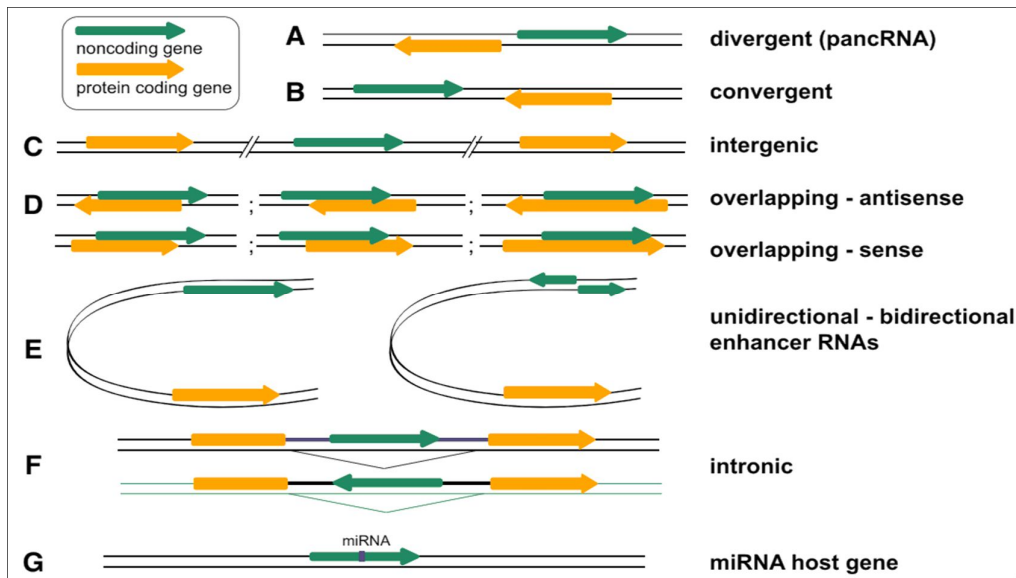 noncoding gene
protein coding gene
A divergent (pancRNA)
B convergent
C // // intergenic
D ; ; overlapping - antisense
; ; overlapping - sense
E unidirectional - bidirectional
enhancer RNAs
F intronic
miRNA
G miRNA host gene